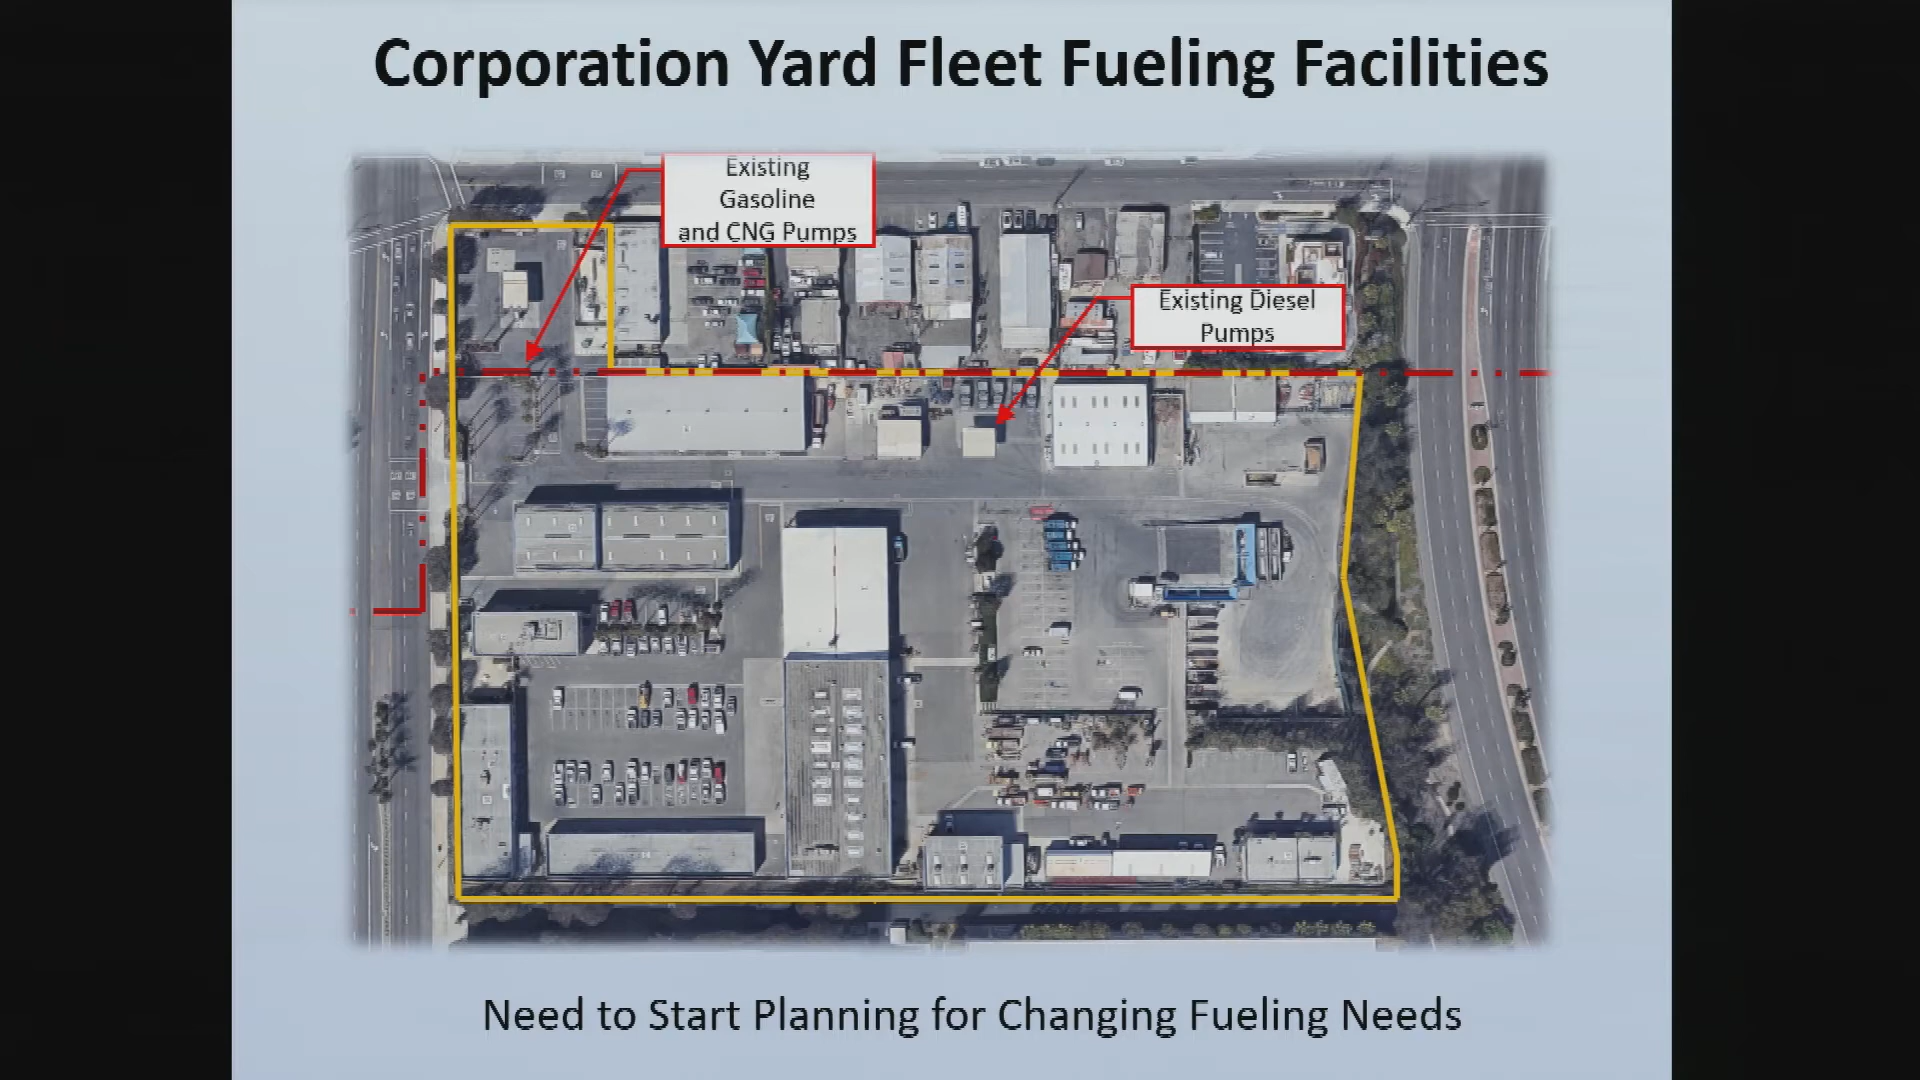 Corporation Yard Fleet Fueling Facilities
Existing
Gasoline
and CNG Pumps
Existing Diesel
Pumps
Need to Start Planning for Changing Fueling Needs